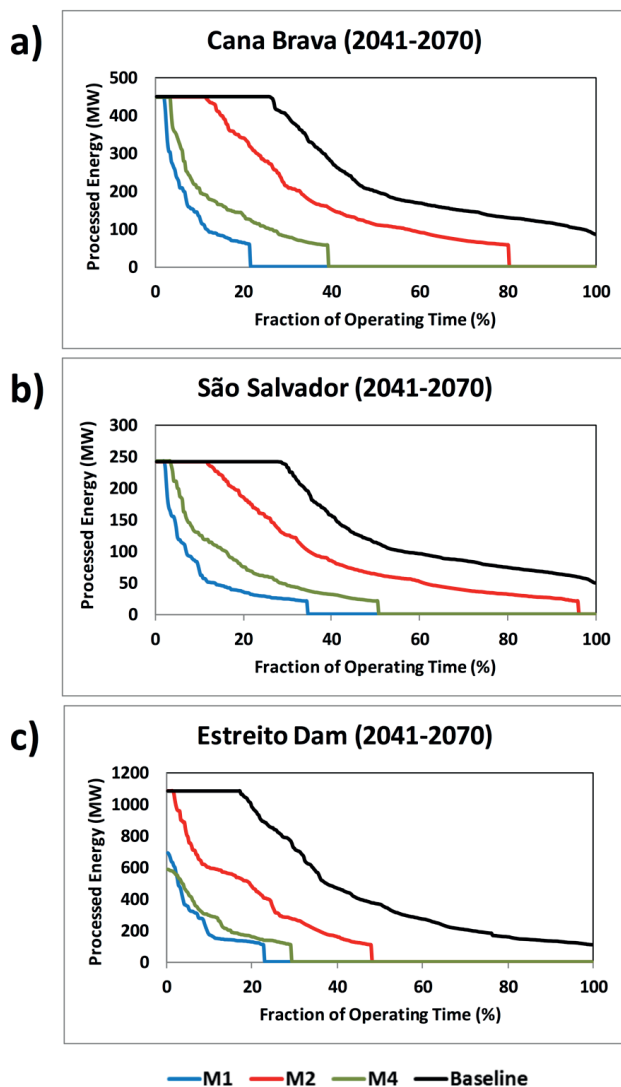 a)
Cana Brava (2041-2070)
Processed Energy (MW)
500
400
300
200
100
0
0 20 40 60 80 100
Fraction of Operating Time (%)
b)
São Salvador (2041-2070)
Processed Energy (MW)
300
250
200
150
100
50
0
0 20 40 60 80 100
Fraction of Operating Time (%)
c)
Estreito Dam (2041-2070)
Processed Energy (MW)
1200
1000
800
600
400
200
0
0 20 40 60 80 100
Fraction of Operating Time (%)
M1 M2 M4 Baseline